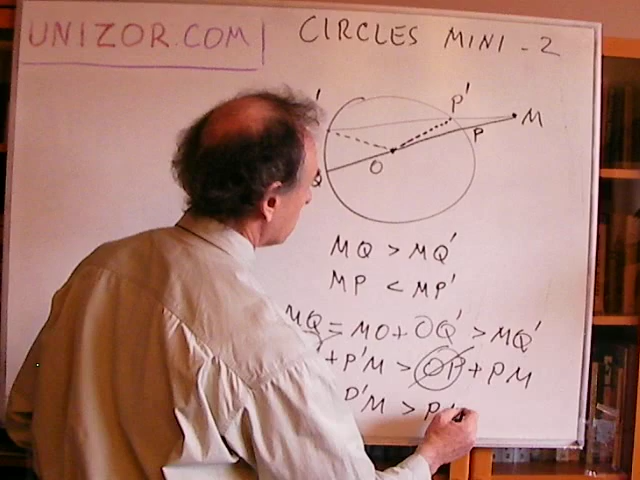 UNIZOR.COM
CIRCLES MINI-2
P'
M
P
O
MQ > MQ'
MP < MP'
MQ = MO + OQ' > MQ'
' + P'M > OP + PM
P'M > P